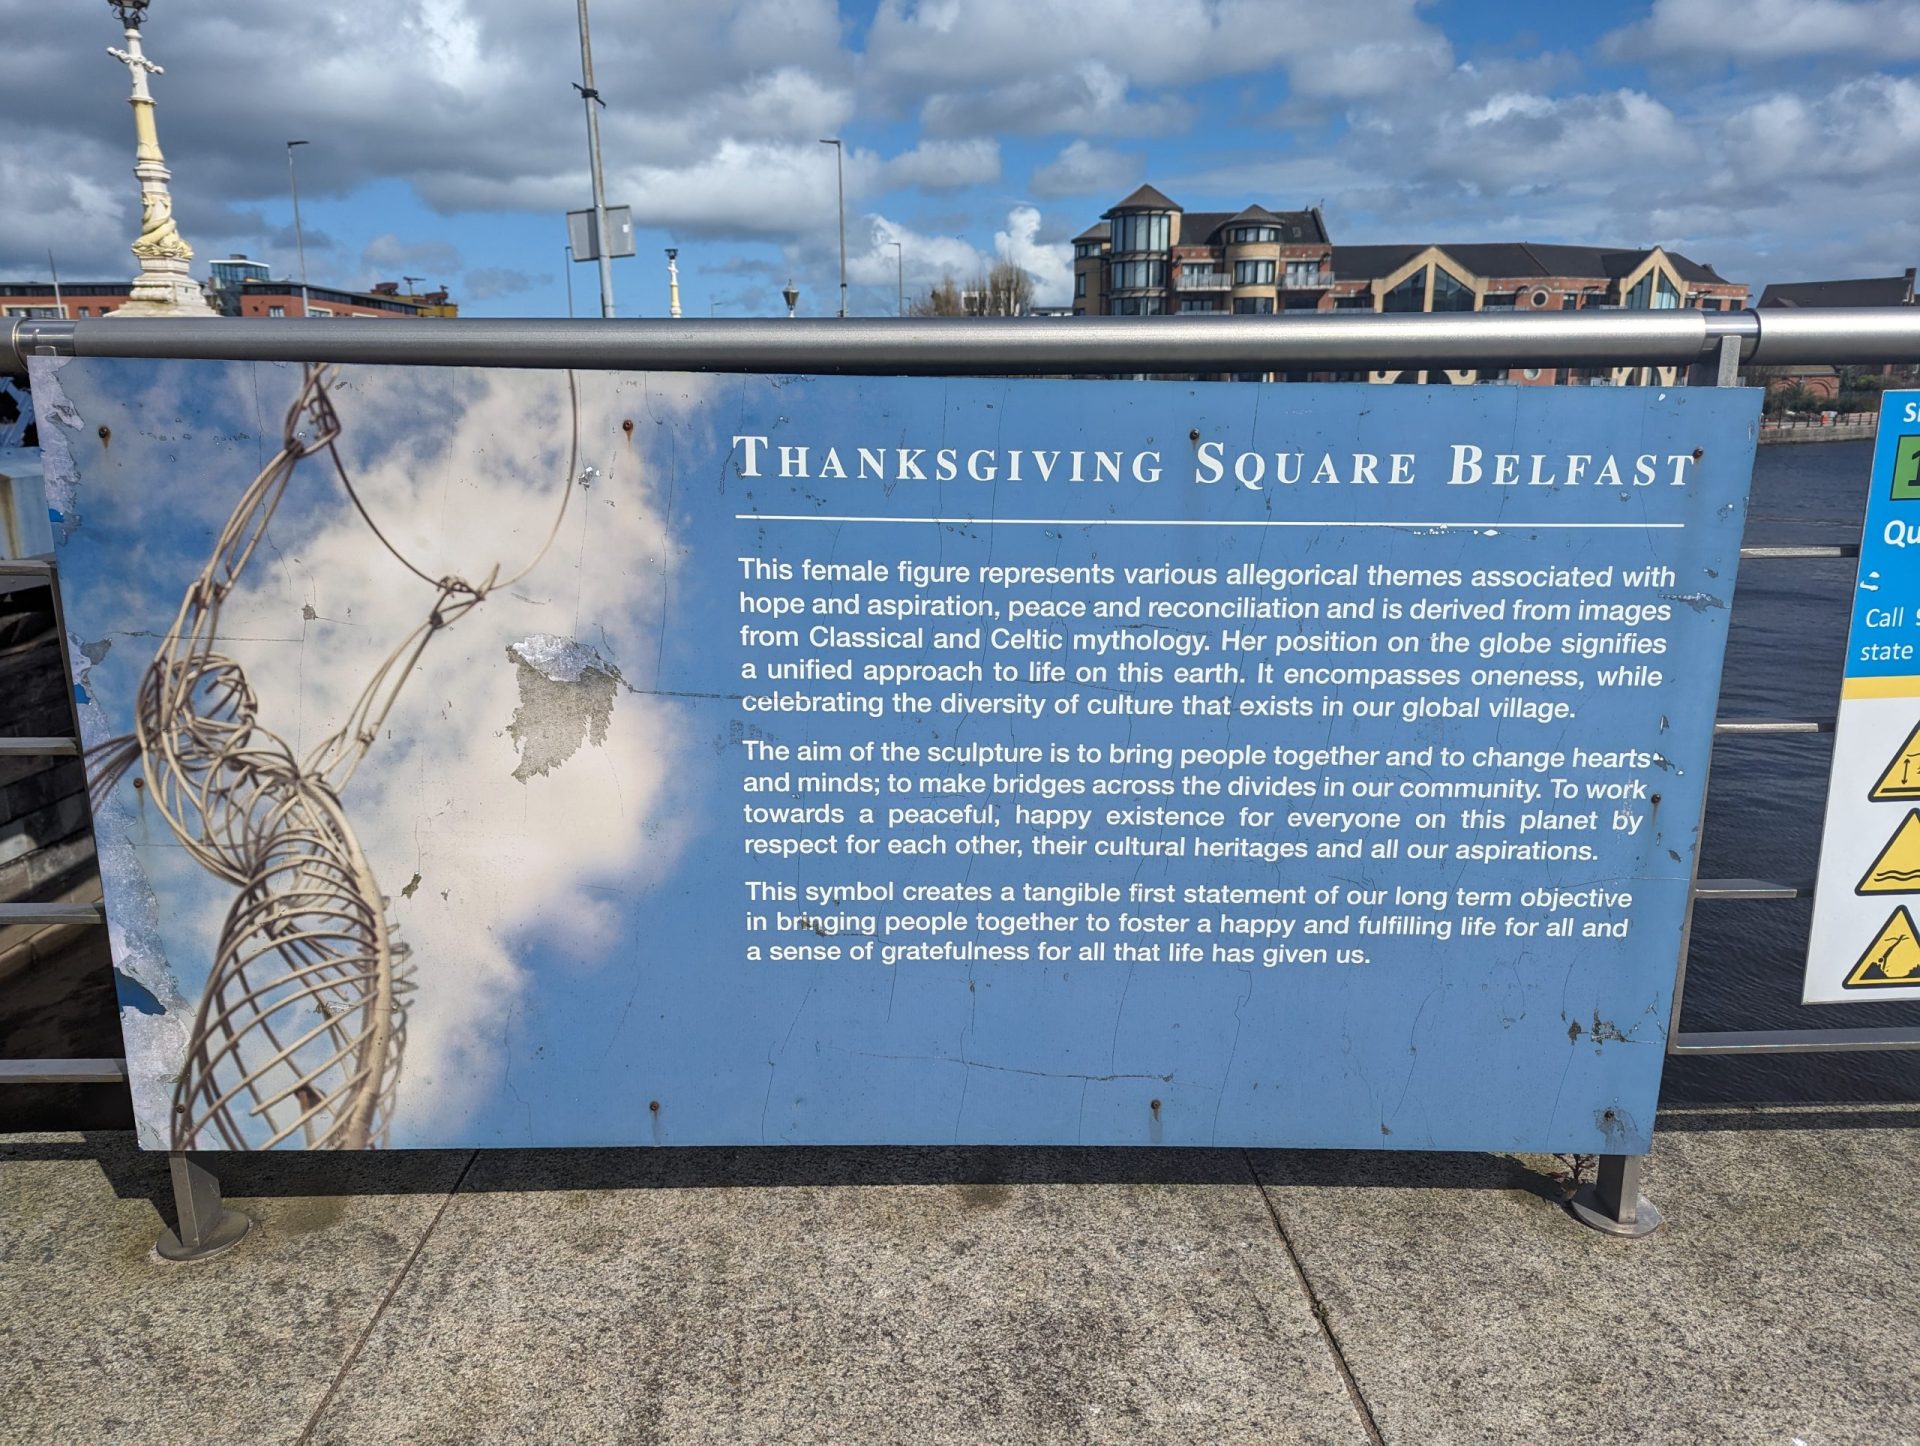 THANKSGIVING SQUARE BELFAST
This female figure represents various allegorical themes associated with
hope and aspiration, peace and reconciliation and is derived from images
from Classical and Celtic mythology. Her position on the globe signifies
a unified approach to life on this earth. It encompasses oneness, while
celebrating the diversity of culture that exists in our global village.
The aim of the sculpture is to bring people together and to change hearts
and minds; to make bridges across the divides in our community. To work
towards a peaceful, happy existence for everyone on this planet by
respect for each other, their cultural heritages and all our aspirations.
This symbol creates a tangible first statement of our long term objective
in bringing people together to foster a happy and fulfilling life for all and
a sense of gratefulness for all that life has given us.
Call
state